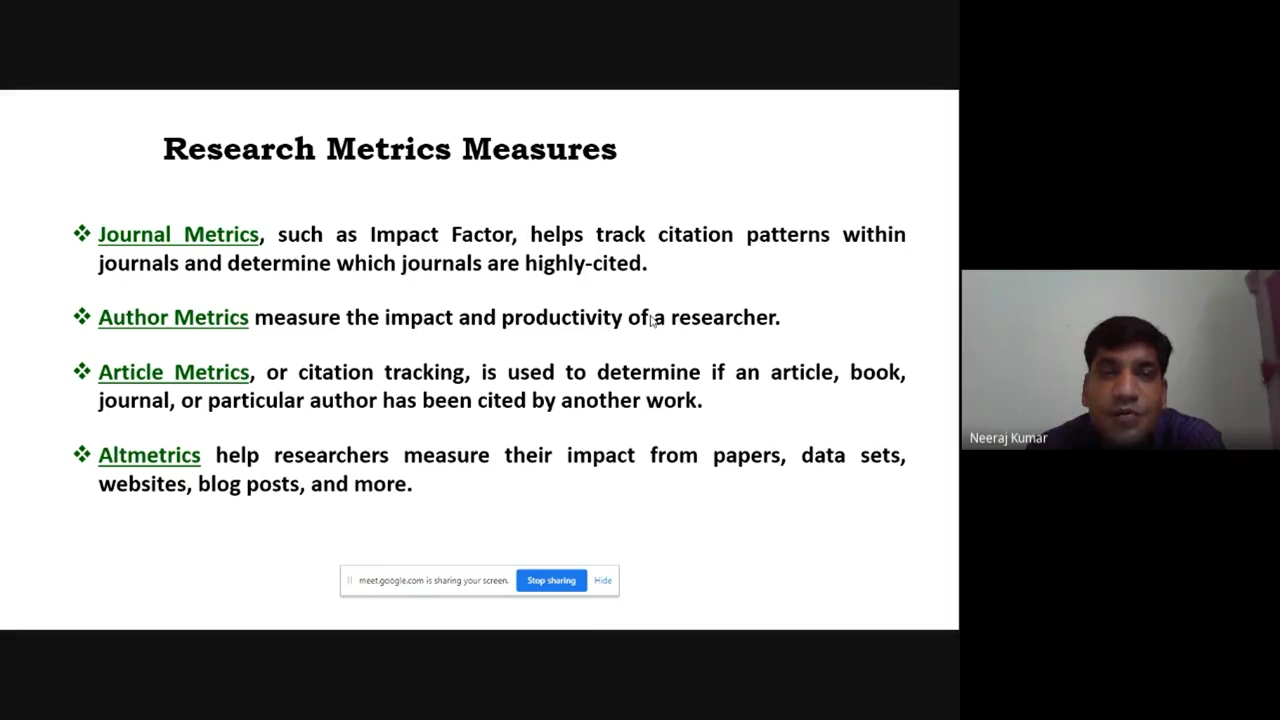 Research Metrics Measures
❖ Journal Metrics, such as Impact Factor, helps track citation patterns within
journals and determine which journals are highly-cited.
❖ Author Metrics measure the impact and productivity of a researcher.
❖ Article Metrics, or citation tracking, is used to determine if an article, book,
journal, or particular author has been cited by another work.
❖ Altmetrics help researchers measure their impact from papers, data sets,
websites, blog posts, and more.
meet.google.com is sharing your screen. Stop sharing Hide
Neeraj Kumar